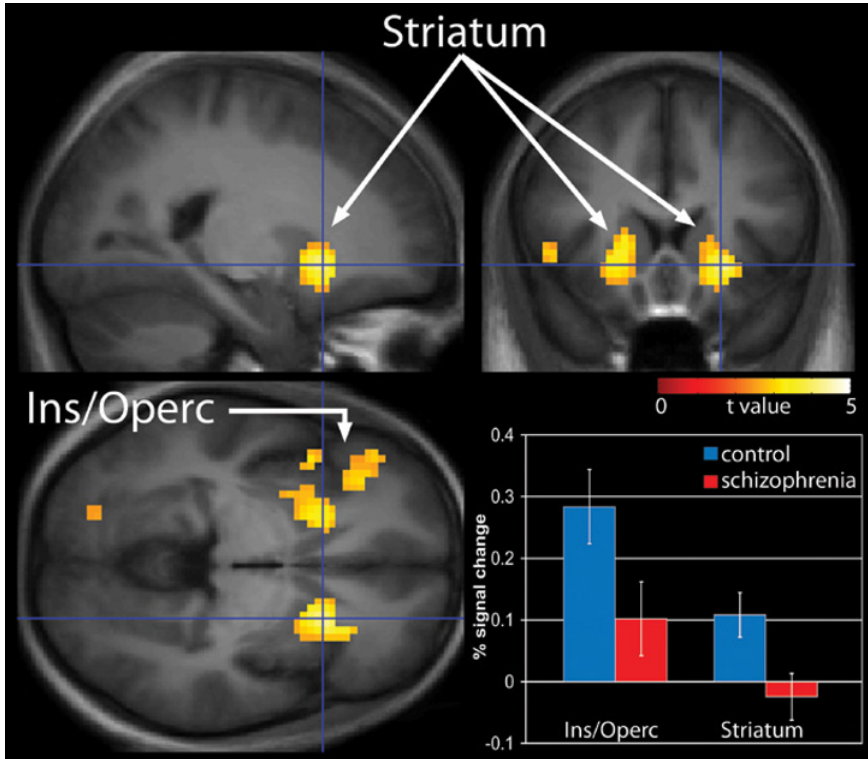 Striatum
Ins/Operc
0 t value 5
0.4
0.3
0.2
0.1
0
-0.1
% signal change
control
schizophrenia
Ins/Operc Striatum